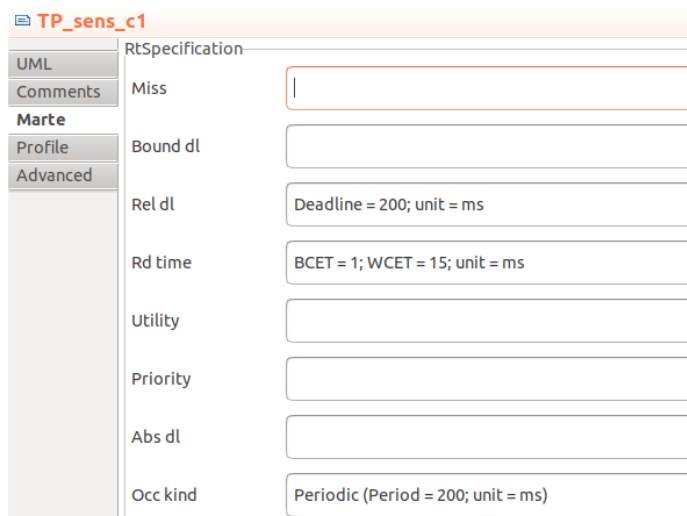 TP_sens_c1
RtSpecification
UML
Comments
Marte
Profile
Advanced
Miss
Bound dl
Rel dl
Deadline = 200; unit = ms
Rd time
BCET = 1; WCET = 15; unit = ms
Utility
Priority
Abs dl
Occ kind
Periodic (Period = 200; unit = ms)